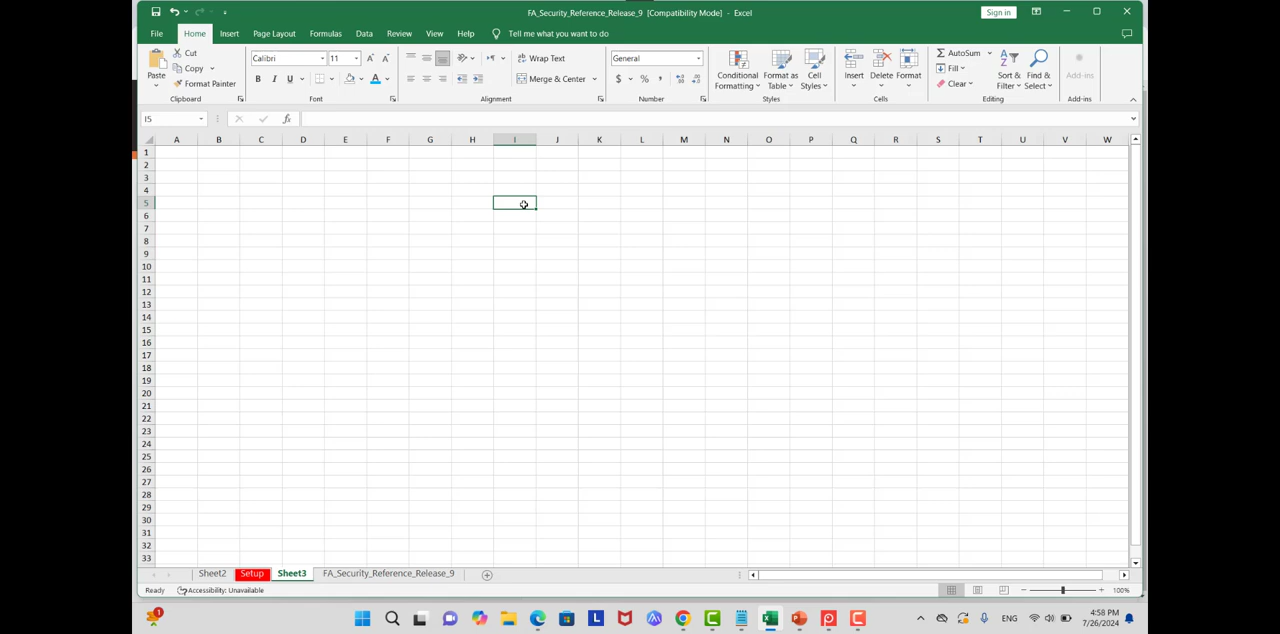 FA_Security_Reference_Release_9 [Compatibility Mode] - Excel
Sign in
File Home Insert Page Layout Formulas Data Review View Help Tell me what you want to do
Paste
Cut
Copy
Format Painter
Clipboard
Calibri 11
B I U
Font
Wrap Text
Merge & Center
Alignment
General
$ % ,
Number
Conditional Formatting
Format as Table
Cell Styles
Styles
Insert Delete Format
Cells
AutoSum
Fill
Clear
Sort & Filter
Find & Select
Editing
Add-ins
Add-ins
I5
fx
A B C D E F G H I J K L M N O P Q R S T U V W
1
2
3
4
5
6
7
8
9
10
11
12
13
14
15
16
17
18
19
20
21
22
23
24
25
26
27
28
29
30
31
32
33
Sheet2 Setup Sheet3 FA_Security_Reference_Release_9
Ready Accessibility: Unavailable 100%
ENG
4:58 PM
7/26/2024